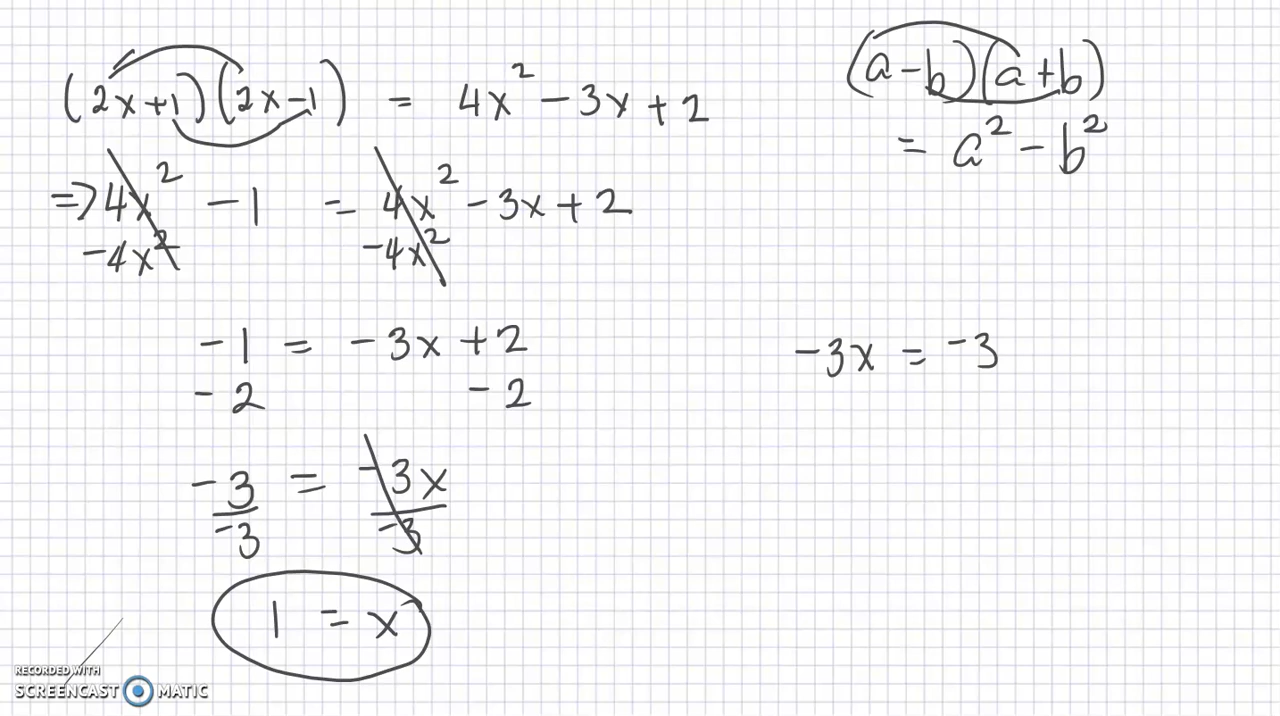 (2x+1)(2x-1) = 4x² - 3x + 2
=> 4x² - 1 = 4x² - 3x + 2
-4x² -4x²
-1 = -3x + 2
-2 -2
-3 = -3x
-3 -3
1 = x
(a-b)(a+b)
= a² - b²
-3x = -3
RECORDED WITH
SCREENCAST MATIC